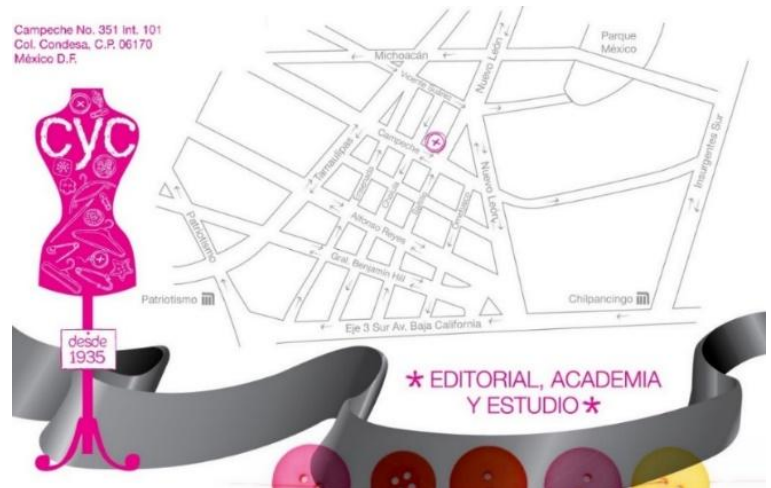 Campeche No. 351 Int. 101
Col. Condesa, C.P. 06170
México D.F.
cyc
desde
1935
Parque
México
Michoacán
Nuevo León
Vicente Suárez
Campeche
Tamaulipas
Insurgentes Sur
Nuevo León
Alfonso Reyes
Patriotismo
Gral. Benjamín Hill
Patriotismo
Chilpancingo
Eje 3 Sur Av, Baja California
* EDITORIAL, ACADEMIA
Y ESTUDIO *